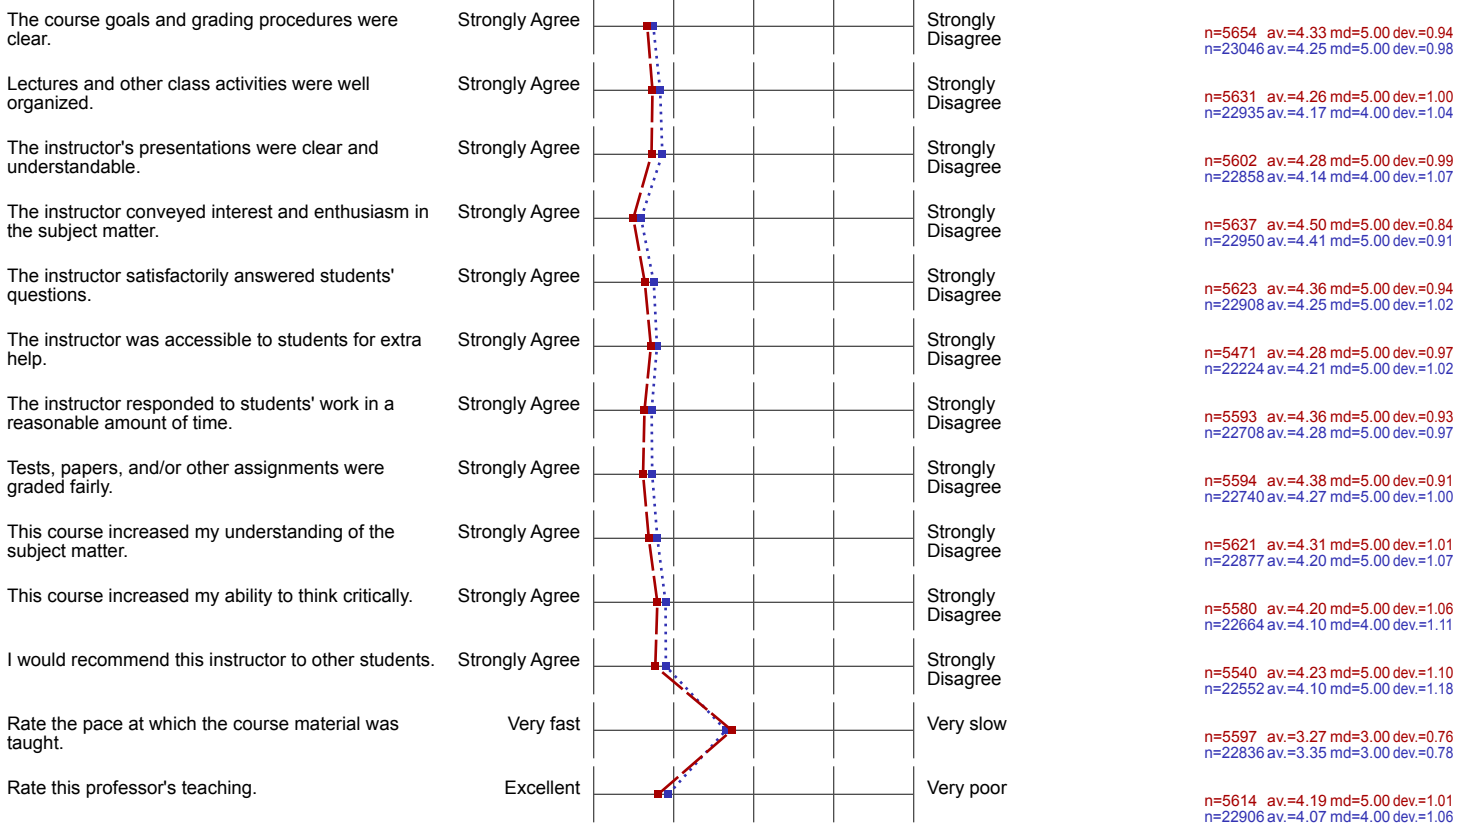 The course goals and grading procedures were
clear.
Strongly Agree
Strongly
Disagree
n=5654 av.=4.33 md=5.00 dev.=0.94
n=23046 av.=4.25 md=5.00 dev.=0.98
Lectures and other class activities were well
organized.
Strongly Agree
Strongly
Disagree
n=5631 av.=4.26 md=5.00 dev.=1.00
n=22935 av.=4.17 md=4.00 dev.=1.04
The instructor's presentations were clear and
understandable.
Strongly Agree
Strongly
Disagree
n=5602 av.=4.28 md=5.00 dev.=0.99
n=22858 av.=4.14 md=4.00 dev.=1.07
The instructor conveyed interest and enthusiasm in
the subject matter.
Strongly Agree
Strongly
Disagree
n=5637 av.=4.50 md=5.00 dev.=0.84
n=22950 av.=4.41 md=5.00 dev.=0.91
The instructor satisfactorily answered students'
questions.
Strongly Agree
Strongly
Disagree
n=5623 av.=4.36 md=5.00 dev.=0.94
n=22908 av.=4.25 md=5.00 dev.=1.02
The instructor was accessible to students for extra
help.
Strongly Agree
Strongly
Disagree
n=5471 av.=4.28 md=5.00 dev.=0.97
n=22224 av.=4.21 md=5.00 dev.=1.02
The instructor responded to students' work in a
reasonable amount of time.
Strongly Agree
Strongly
Disagree
n=5593 av.=4.36 md=5.00 dev.=0.93
n=22708 av.=4.28 md=5.00 dev.=0.97
Tests, papers, and/or other assignments were
graded fairly.
Strongly Agree
Strongly
Disagree
n=5594 av.=4.38 md=5.00 dev.=0.91
n=22740 av.=4.27 md=5.00 dev.=1.00
This course increased my understanding of the
subject matter.
Strongly Agree
Strongly
Disagree
n=5621 av.=4.31 md=5.00 dev.=1.01
n=22877 av.=4.20 md=5.00 dev.=1.07
This course increased my ability to think critically.
Strongly Agree
Strongly
Disagree
n=5580 av.=4.20 md=5.00 dev.=1.06
n=22664 av.=4.10 md=4.00 dev.=1.11
I would recommend this instructor to other students.
Strongly Agree
Strongly
Disagree
n=5540 av.=4.23 md=5.00 dev.=1.10
n=22552 av.=4.10 md=5.00 dev.=1.18
Rate the pace at which the course material was
taught.
Very fast
Very slow
n=5597 av.=3.27 md=3.00 dev.=0.76
n=22836 av.=3.35 md=3.00 dev.=0.78
Rate this professor's teaching.
Excellent
Very poor
n=5614 av.=4.19 md=5.00 dev.=1.01
n=22906 av.=4.07 md=4.00 dev.=1.06